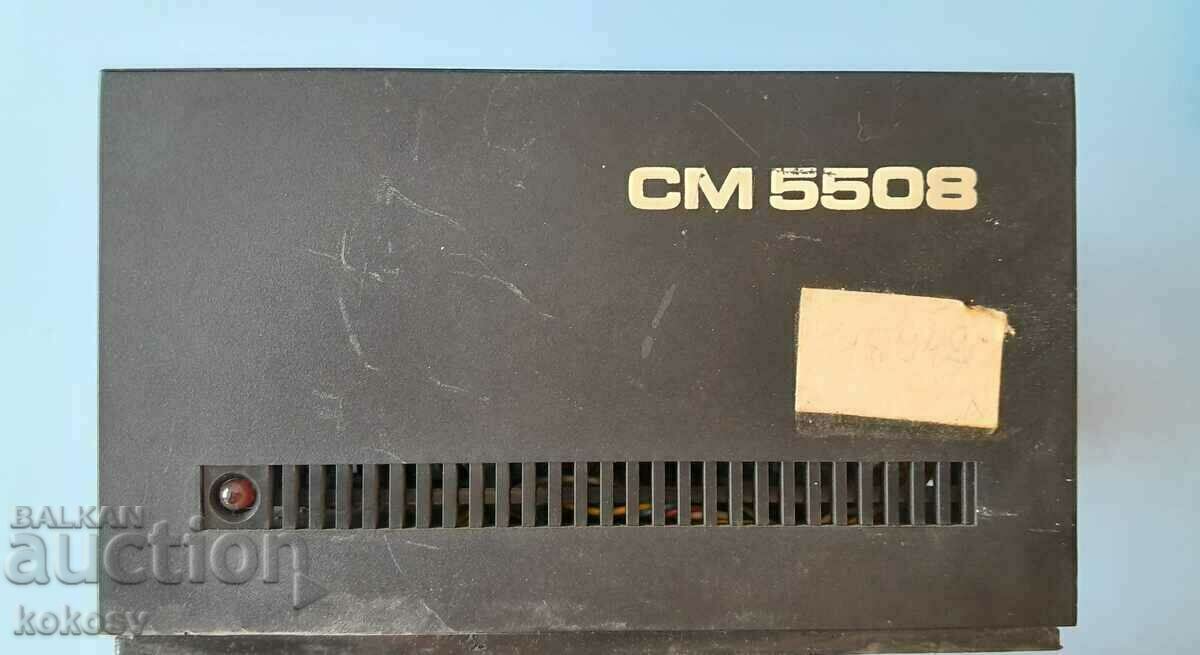 CM 5508
BALKAN
auction
kokosy